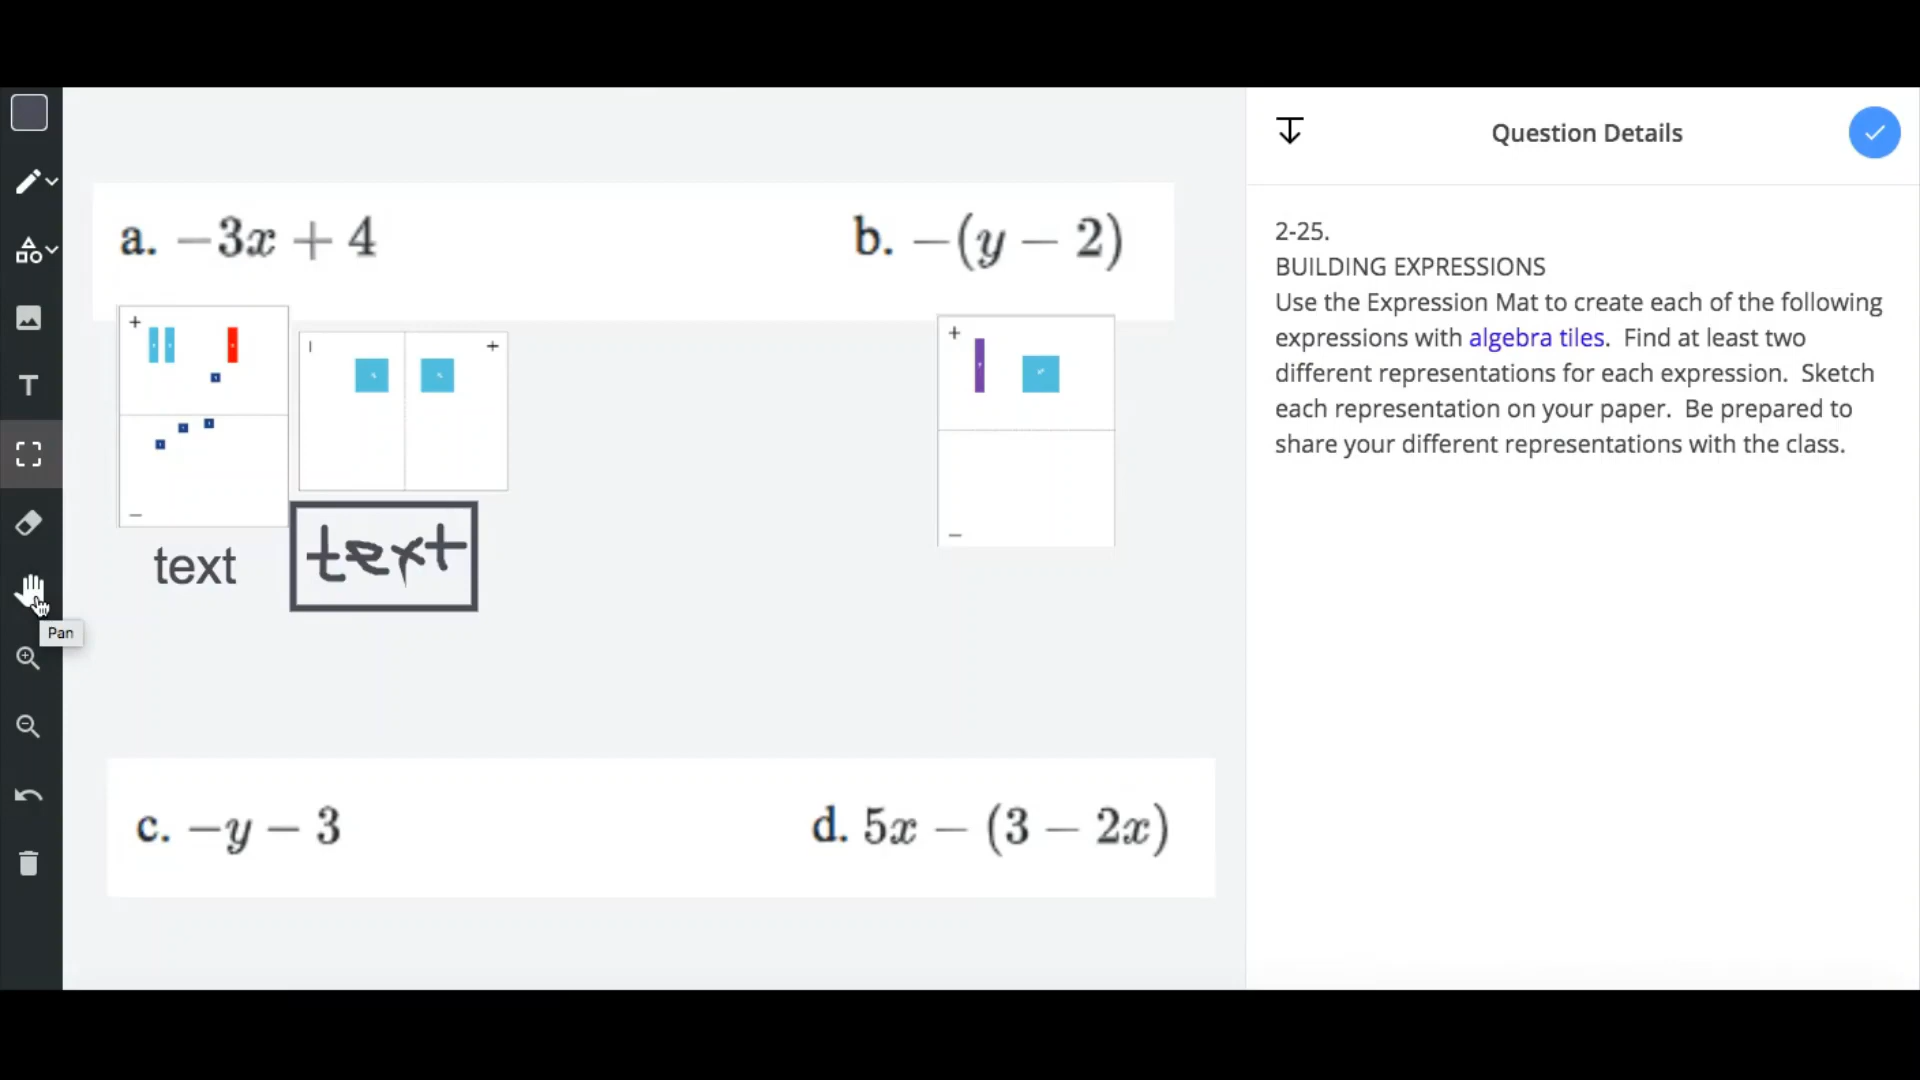 Question Details
a. −3x + 4
b. −(y − 2)
2-25.
BUILDING EXPRESSIONS
Use the Expression Mat to create each of the following
expressions with algebra tiles. Find at least two
different representations for each expression. Sketch
each representation on your paper. Be prepared to
share your different representations with the class.
+
−
+
+
−
T
text
text
Pan
c. −y − 3
d. 5x − (3 − 2x)